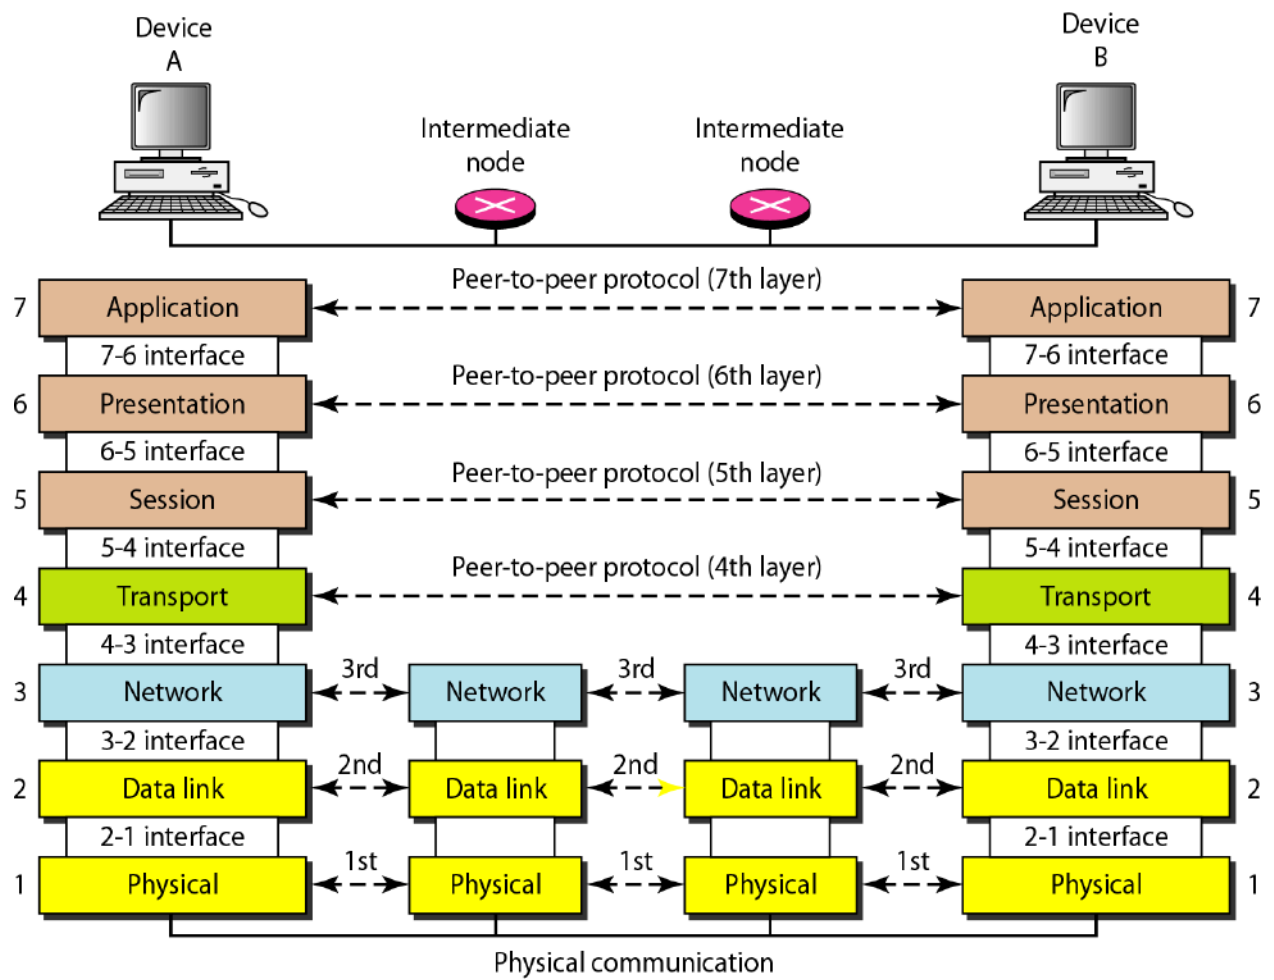 Device
A
Device
B
Intermediate
node
Intermediate
node
Peer-to-peer protocol (7th layer)
7 Application Application 7
7-6 interface 7-6 interface
Peer-to-peer protocol (6th layer)
6 Presentation Presentation 6
6-5 interface 6-5 interface
Peer-to-peer protocol (5th layer)
5 Session Session 5
5-4 interface 5-4 interface
Peer-to-peer protocol (4th layer)
4 Transport Transport 4
4-3 interface 4-3 interface
3rd 3rd 3rd
3 Network Network Network Network 3
3-2 interface 3-2 interface
2nd 2nd 2nd
2 Data link Data link Data link Data link 2
2-1 interface 2-1 interface
1st 1st 1st
1 Physical Physical Physical Physical 1
Physical communication